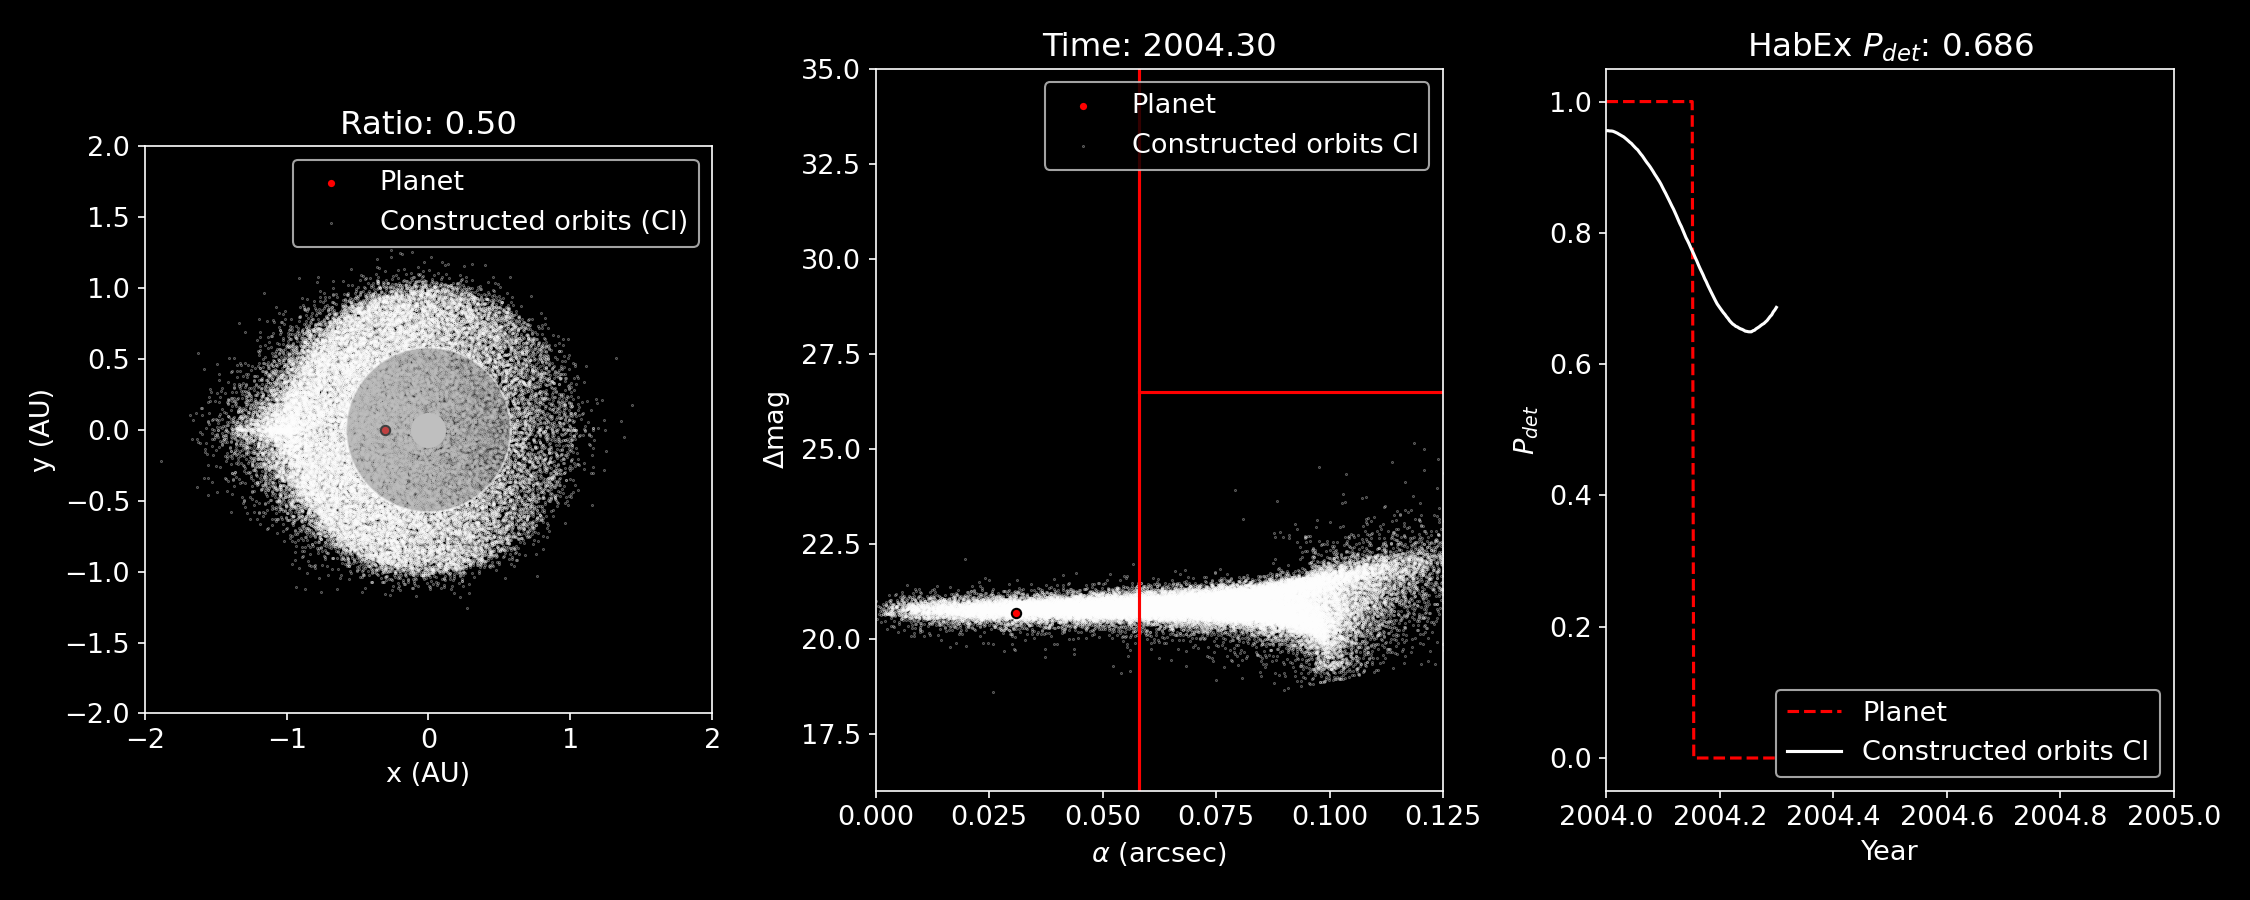 Ratio: 0.50
2.0
1.5
1.0
0.5
0.0
−0.5
−1.0
−1.5
−2.0
y (AU)
−2 −1 0 1 2
x (AU)
Planet
Constructed orbits (CI)
Time: 2004.30
35.0
32.5
30.0
27.5
25.0
22.5
20.0
17.5
Δmag
0.000 0.025 0.050 0.075 0.100 0.125
α (arcsec)
Planet
Constructed orbits CI
HabEx P_det: 0.686
1.0
0.8
0.6
0.4
0.2
0.0
P_det
2004.0 2004.2 2004.4 2004.6 2004.8 2005.0
Year
Planet
Constructed orbits CI